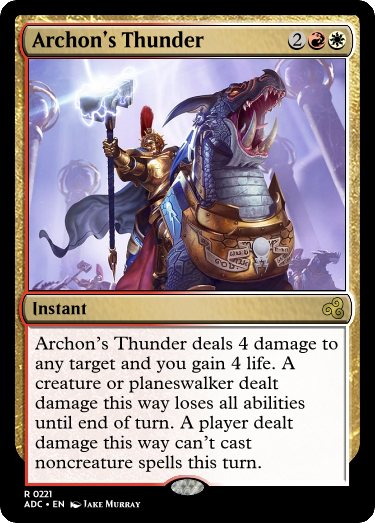 Archon's Thunder 2
Instant
Archon's Thunder deals 4 damage to
any target and you gain 4 life. A
creature or planeswalker dealt
damage this way loses all abilities
until end of turn. A player dealt
damage this way can't cast
noncreature spells this turn.
R 0221
ADC • EN Jake Murray